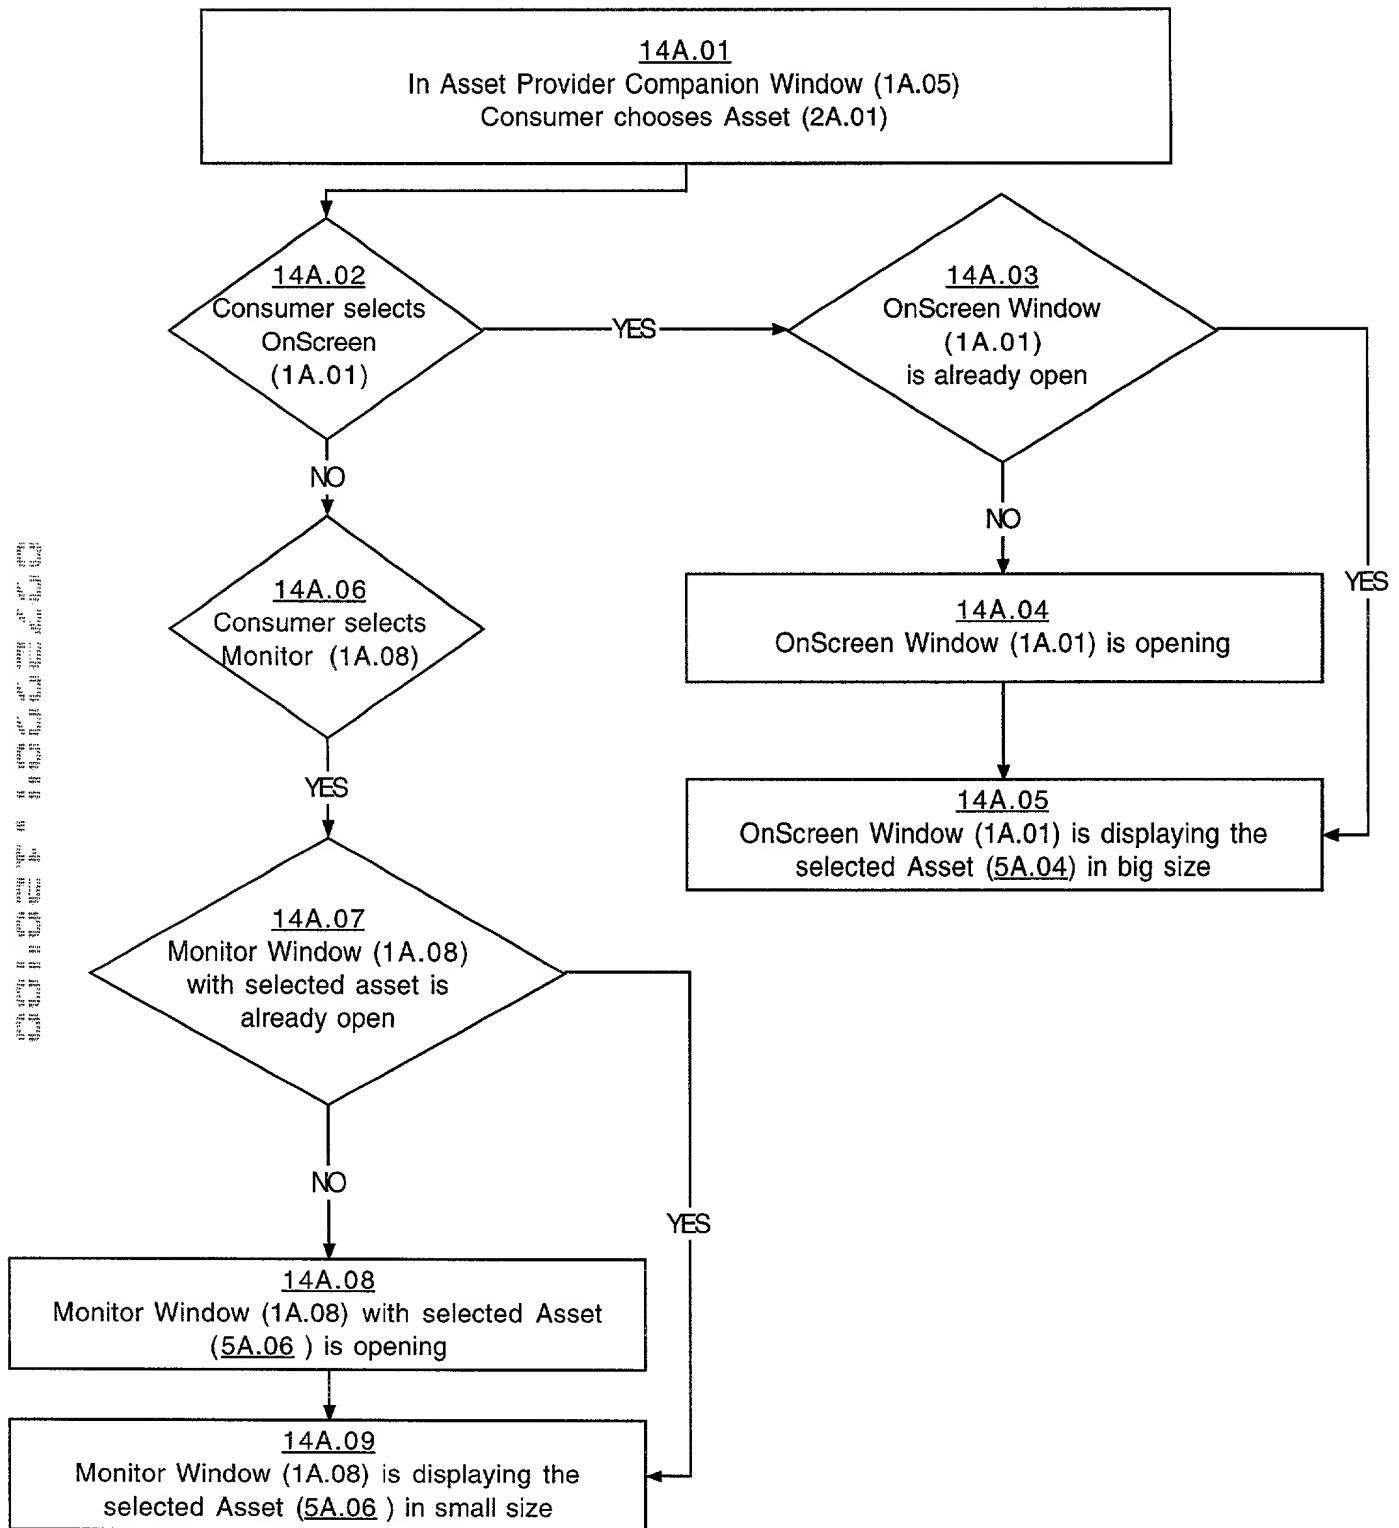 14A.01
In Asset Provider Companion Window (1A.05)
Consumer chooses Asset (2A.01)
14A.02
Consumer selects
OnScreen
(1A.01)
YES
14A.03
OnScreen Window
(1A.01)
is already open
NO
NO
YES
14A.06
Consumer selects
Monitor (1A.08)
14A.04
OnScreen Window (1A.01) is opening
YES
14A.05
OnScreen Window (1A.01) is displaying the
selected Asset (5A.04) in big size
14A.07
Monitor Window (1A.08)
with selected asset is
already open
NO
YES
14A.08
Monitor Window (1A.08) with selected Asset
(5A.06 ) is opening
14A.09
Monitor Window (1A.08) is displaying the
selected Asset (5A.06 ) in small size